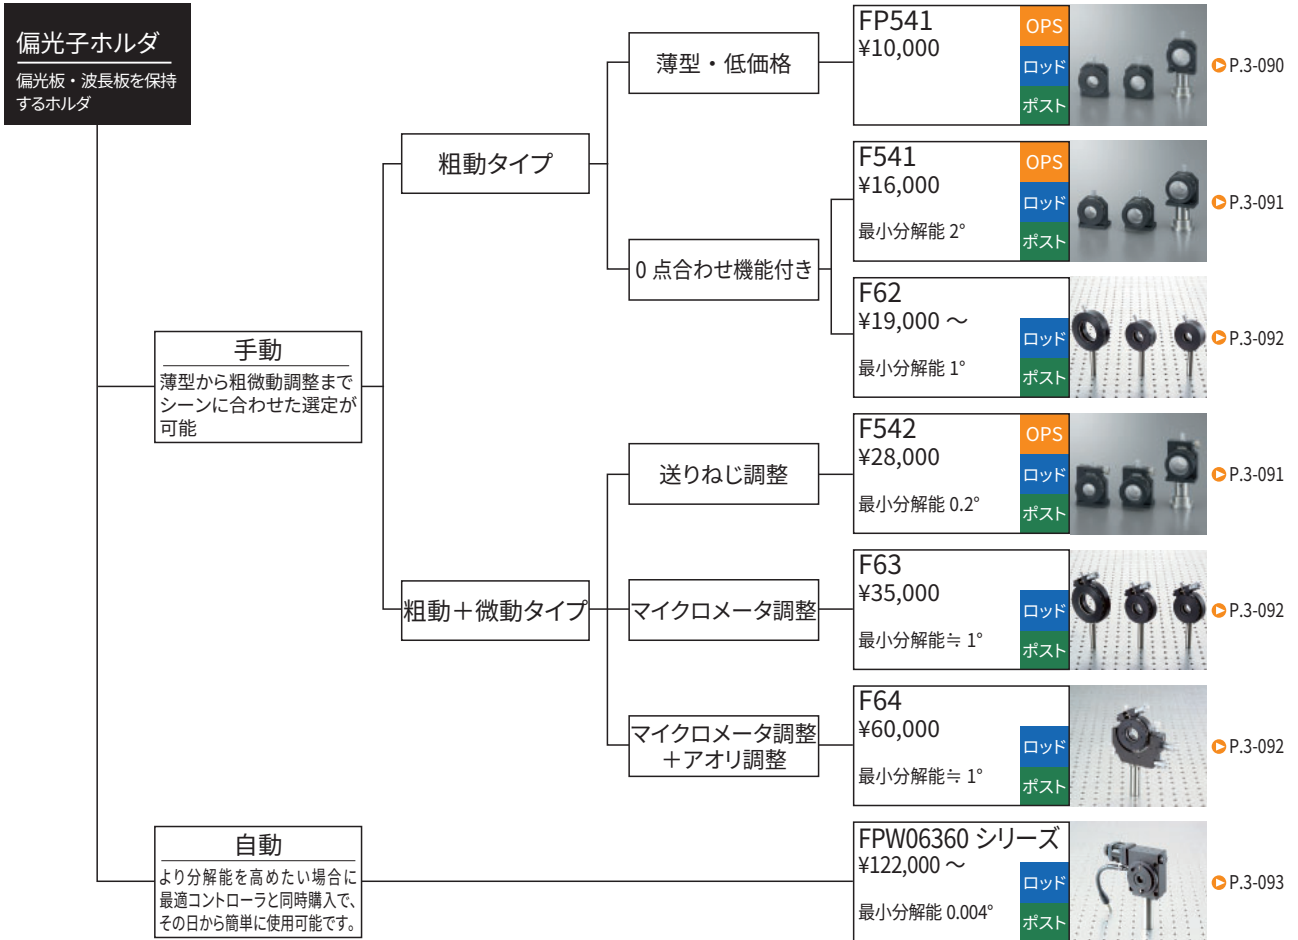 偏光子ホルダ
偏光板・波長板を保持
するホルダ
手動
薄型から粗微動調整まで
シーンに合わせた選定が
可能
粗動タイプ
薄型・低価格
FP541
¥10,000
OPS
ロッド
ポスト
P.3-090
0 点合わせ機能付き
F541
¥16,000
最小分解能 2°
OPS
ロッド
ポスト
P.3-091
F62
¥19,000 ～
最小分解能 1°
ロッド
ポスト
P.3-092
粗動＋微動タイプ
送りねじ調整
F542
¥28,000
最小分解能 0.2°
OPS
ロッド
ポスト
P.3-091
マイクロメータ調整
F63
¥35,000
最小分解能≒ 1°
ロッド
ポスト
P.3-092
マイクロメータ調整
＋アオリ調整
F64
¥60,000
最小分解能≒ 1°
ロッド
ポスト
P.3-092
自動
より分解能を高めたい場合に
最適コントローラと同時購入で、
その日から簡単に使用可能です。
FPW06360 シリーズ
¥122,000 ～
最小分解能 0.004°
ロッド
ポスト
P.3-093